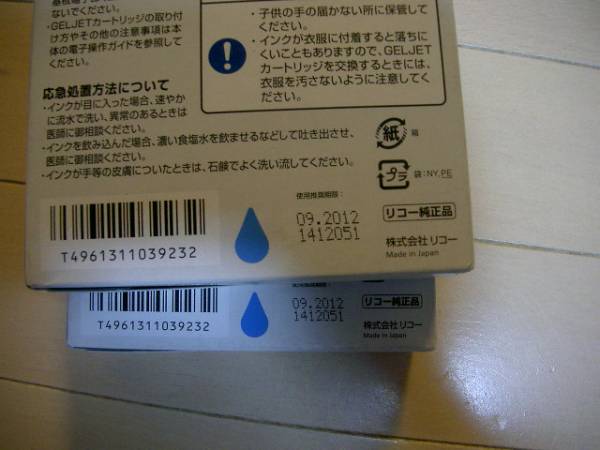 ないでください。
・GELJETカートリッジの取り付
け方やその他の注意事項は本
体の電子操作ガイドを参照して
ください。
・子供の手の届かない所に保管して
ください。
・インクが衣服に付着すると落ちに
くいこともありますので、GELJET
カートリッジを交換するときには、
衣服を汚さないように注意してく
ださい。
応急処置方法について
・インクが目に入った場合、速やか
に流水で洗い、異常のあるときは
医師に御相談ください。
・インクを飲み込んだ場合、濃い食塩水を飲ませるなどして吐き出させ、
医師に御相談ください。
・インクが手等の皮膚についたときは、石鹸でよく洗い流してください。
紙 箱
プラ 袋:NY,PE
使用推奨期限:
09.2012
1412051
リコー純正品
株式会社リコー
Made in Japan
T4961311039232
09.2012
1412051
リコー純正品
株式会社リコー
Made in Japan
T4961311039232